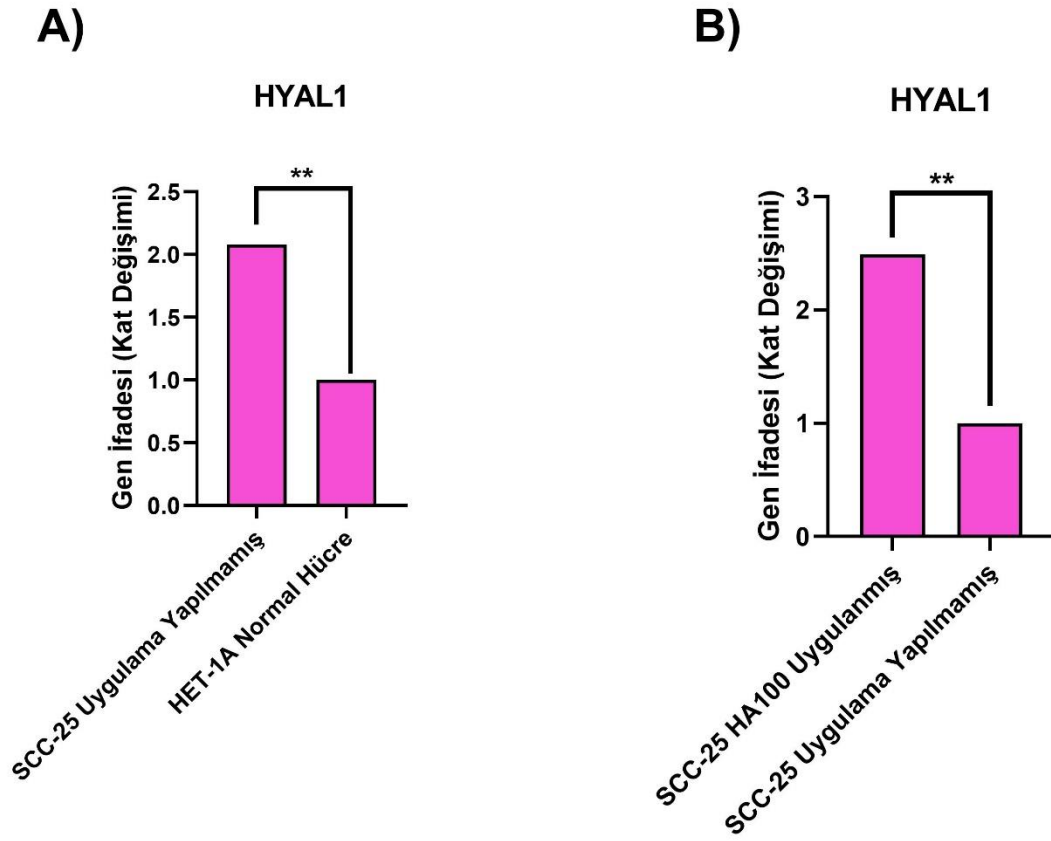 A)
HYAL1
**
Gen İfadesi (Kat Değişimi)
2.5
2.0
1.5
1.0
0.5
0.0
SCC-25 Uygulama Yapılmamış
HET-1A Normal Hücre
B)
HYAL1
**
Gen İfadesi (Kat Değişimi)
3
2
1
0
SCC-25 HA100 Uygulanmış
SCC-25 Uygulama Yapılmamış